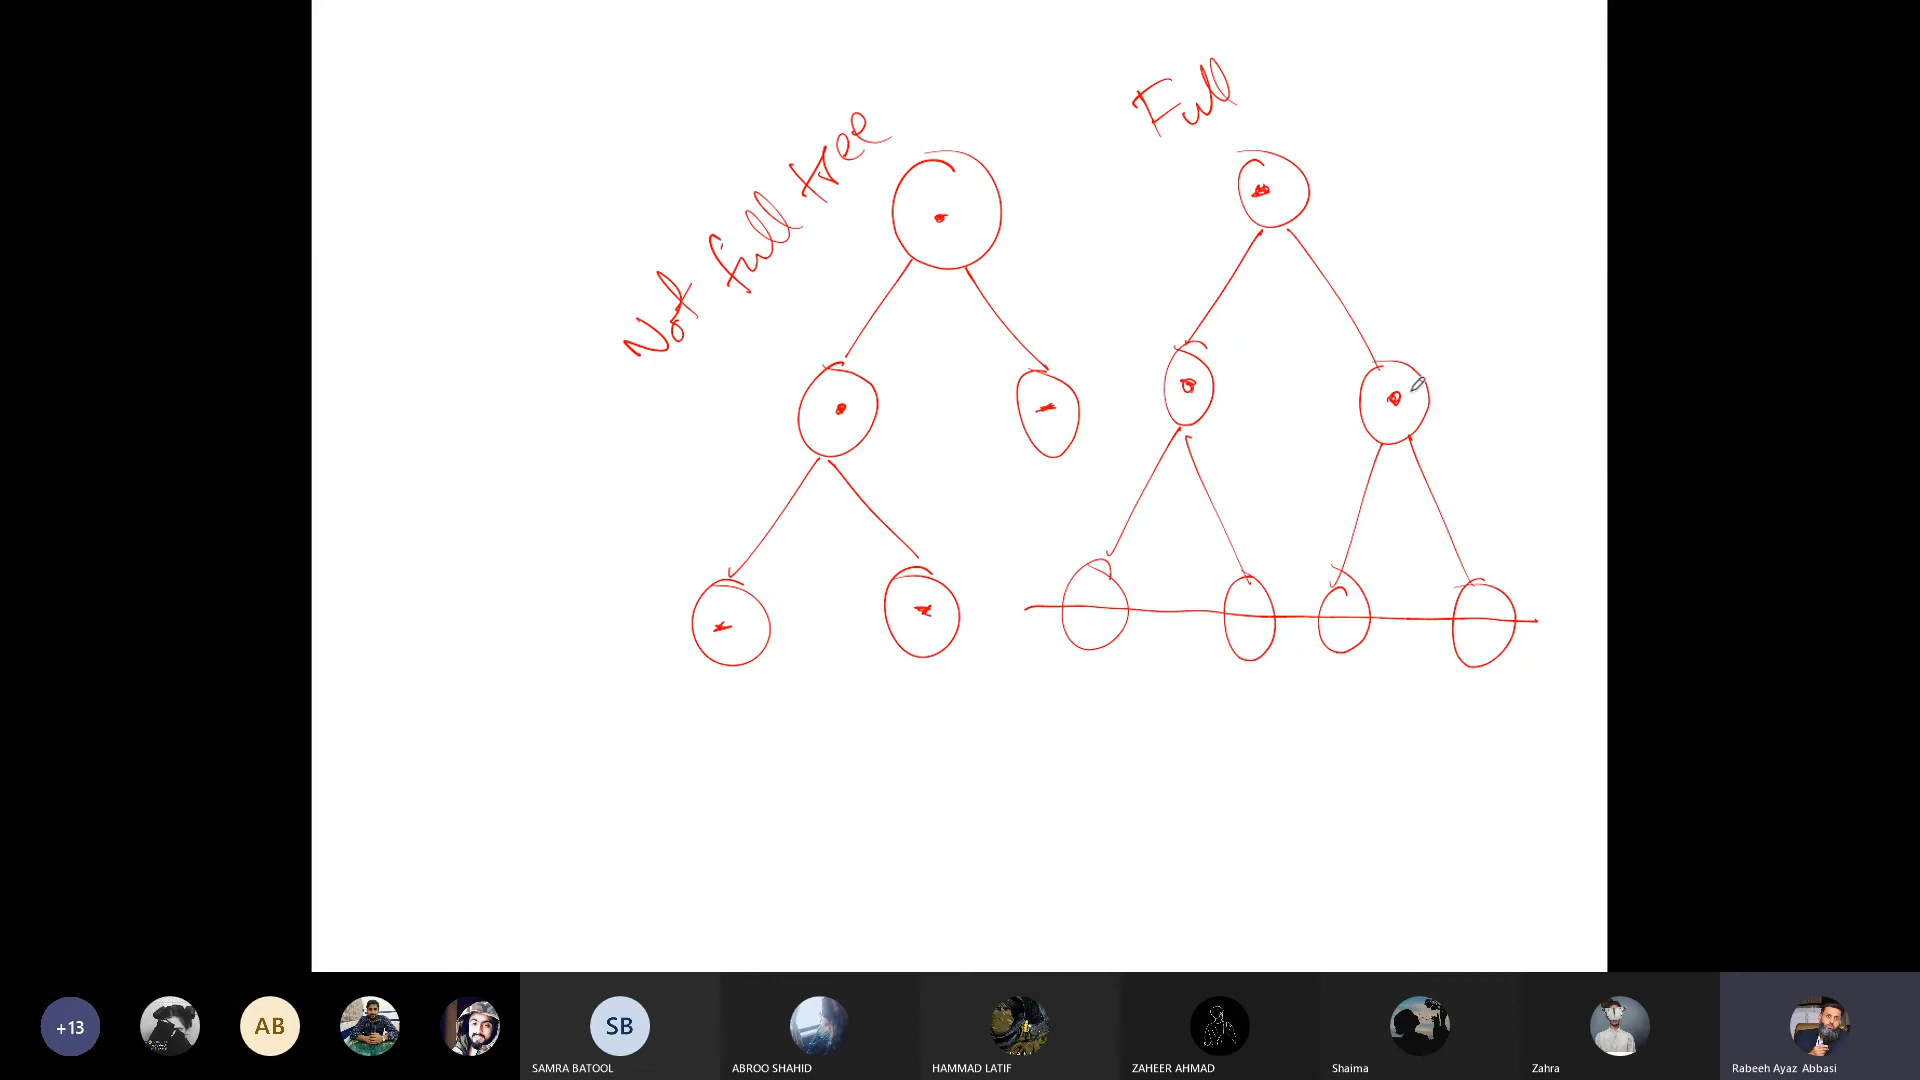 Not full tree
Full
+13
AB
SB
SAMRA BATOOL
ABROO SHAHID
HAMMAD LATIF
ZAHEER AHMAD
Shaima
Zahra
Rabeeh Ayaz Abbasi